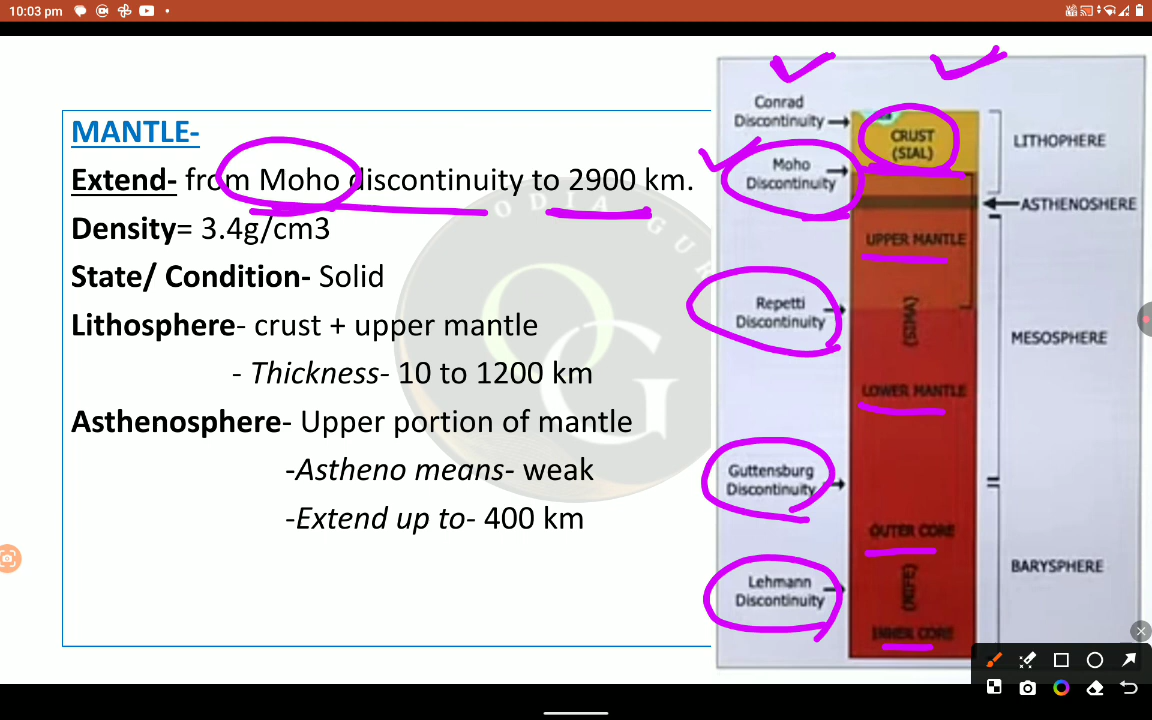 10:03 pm
MANTLE-
Extend- from Moho discontinuity to 2900 km.
Density= 3.4g/cm3
State/ Condition- Solid
Lithosphere- crust + upper mantle
- Thickness- 10 to 1200 km
Asthenosphere- Upper portion of mantle
-Astheno means- weak
-Extend up to- 400 km
ODIA GUR
OG
Conrad
Discontinuity
Moho
Discontinuity
Repetti
Discontinuity
Guttensburg
Discontinuity
Lehmann
Discontinuity
CRUST
(SIAL)
UPPER MANTLE
(SIMA)
LOWER MANTLE
OUTER CORE
(NIFE)
INNER CORE
LITHOPHERE
ASTHENOSHERE
MESOSPHERE
BARYSPHERE